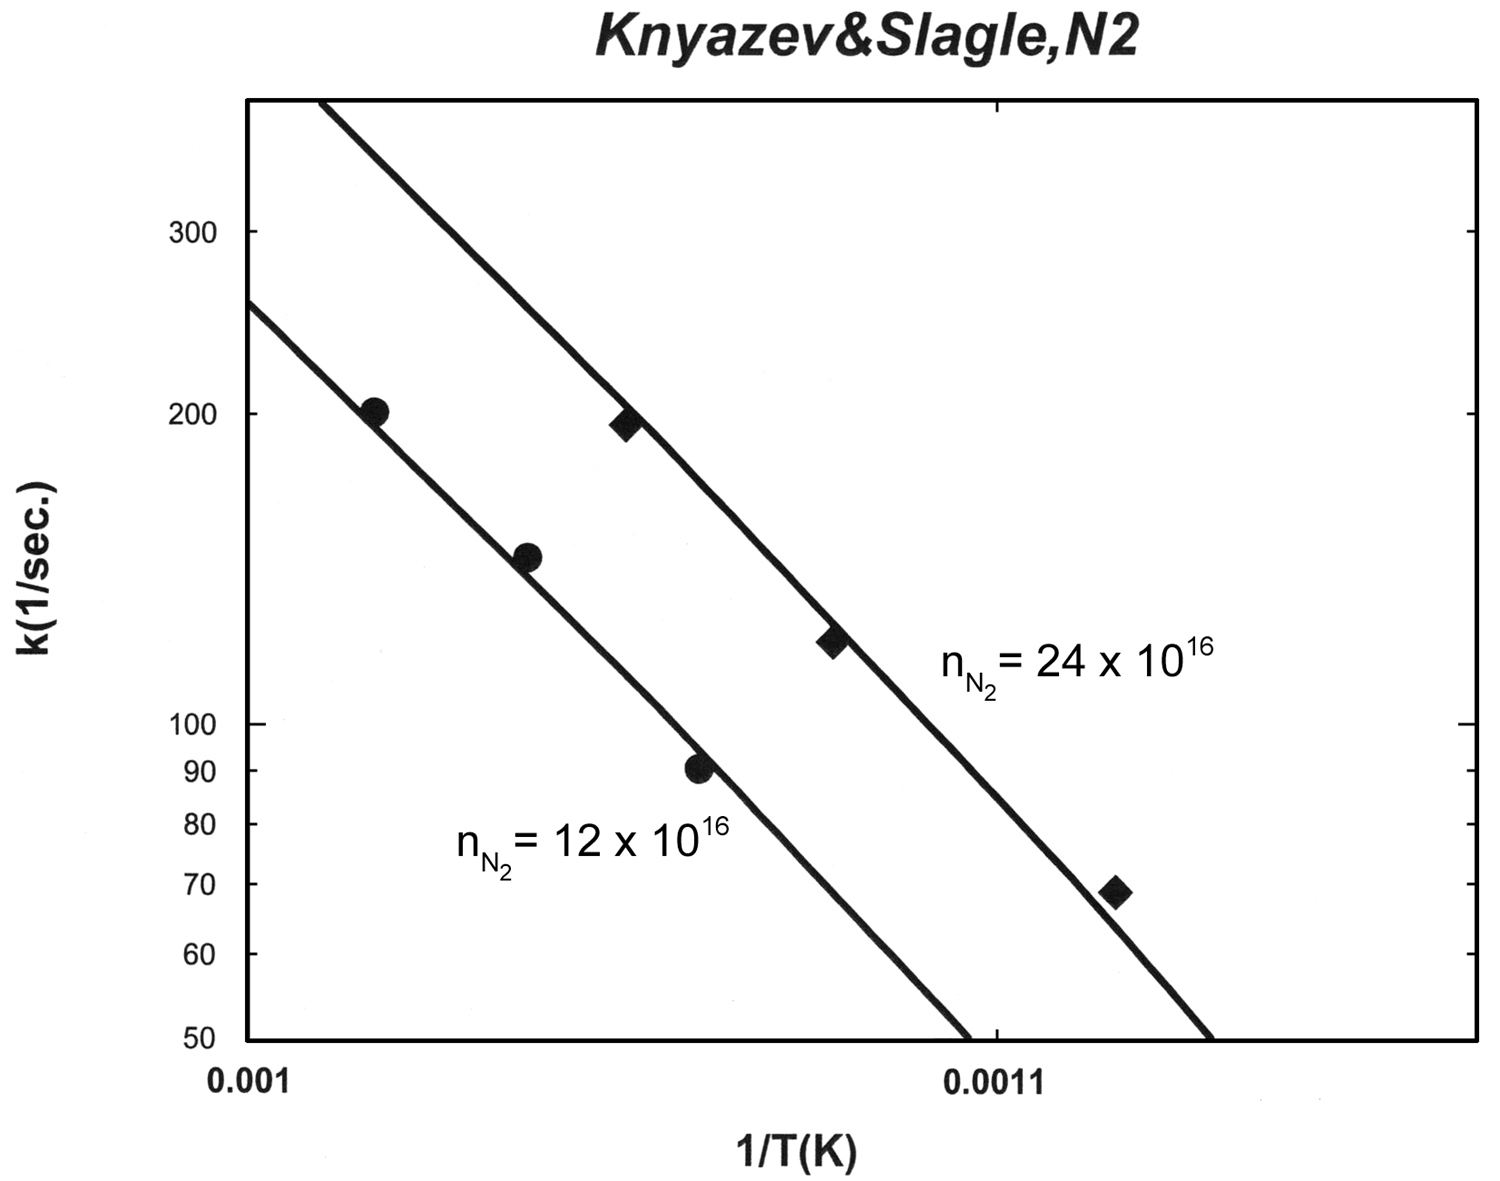 Knyazev&Slagle,N2
300
200
100
90
80
70
60
50
k(1/sec.)
nN2= 24 x 10^16
nN2= 12 x 10^16
0.001 0.0011
1/T(K)